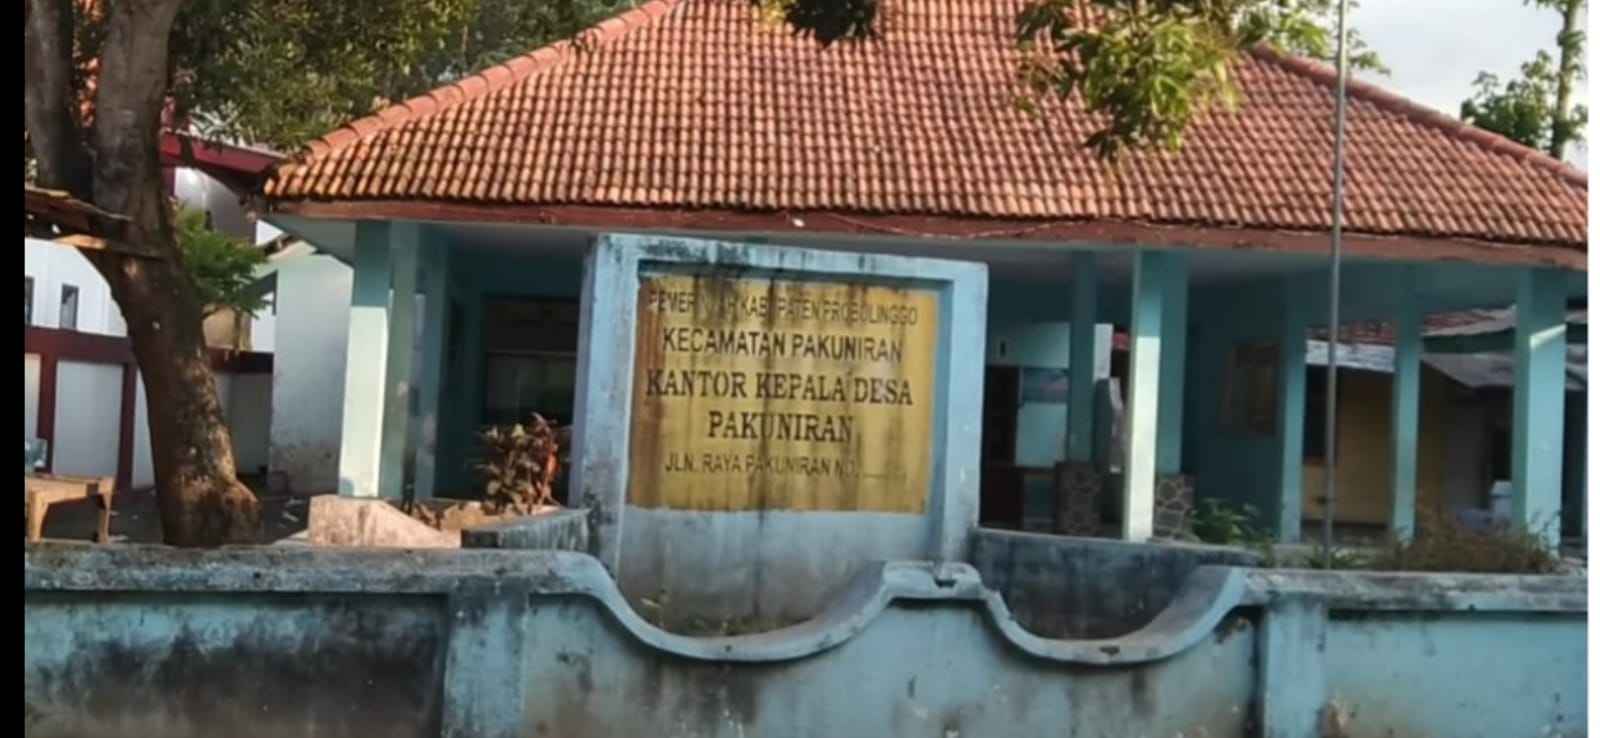 PEMERINTAH KABUPATEN PROBOLINGGO
KECAMATAN PAKUNIRAN
KANTOR KEPALA DESA
PAKUNIRAN
JLN. RAYA PAKUNIRAN NO.